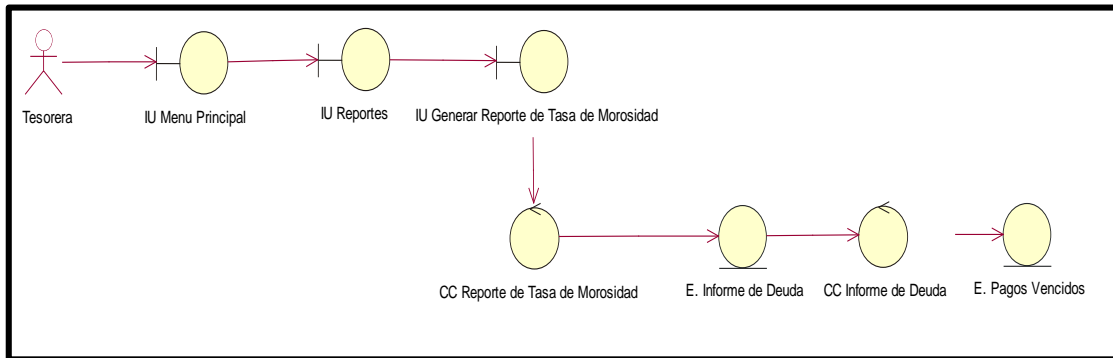 Tesorera
IU Menu Principal
IU Reportes
IU Generar Reporte de Tasa de Morosidad
CC Reporte de Tasa de Morosidad
E. Informe de Deuda
CC Informe de Deuda
E. Pagos Vencidos